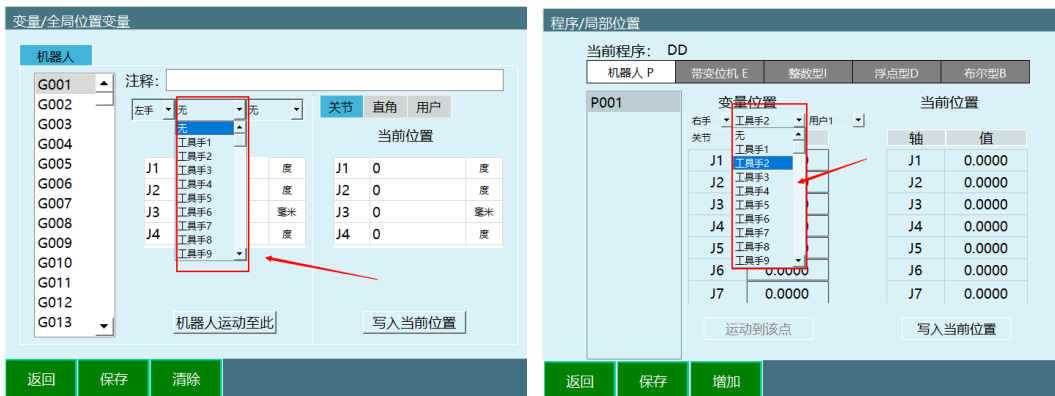 变量/全局位置变量
机器人
G001
G002
G003
G004
G005
G006
G007
G008
G009
G010
G011
G012
G013
注释:
左手 无 无
无
工具手1
工具手2
工具手3
工具手4
工具手5
工具手6
工具手7
工具手8
工具手9
J1 度
J2 度
J3 毫米
J4 度
机器人运动至此
关节 直角 用户
当前位置
J1 0 度
J2 0 度
J3 0 毫米
J4 0 度
写入当前位置
返回 保存 清除
程序/局部位置
当前程序: DD
机器人 P 带变位机 E 整数型I 浮点型D 布尔型B
P001
变量位置
右手 工具手2 用户1
关节
无
工具手1
工具手2
工具手3
工具手4
工具手5
工具手6
工具手7
工具手8
工具手9
J1
J2
J3
J4
J5
J6 0.0000
J7 0.0000
运动到该点
当前位置
轴 值
J1 0.0000
J2 0.0000
J3 0.0000
J4 0.0000
J5 0.0000
J6 0.0000
J7 0.0000
写入当前位置
返回 保存 增加